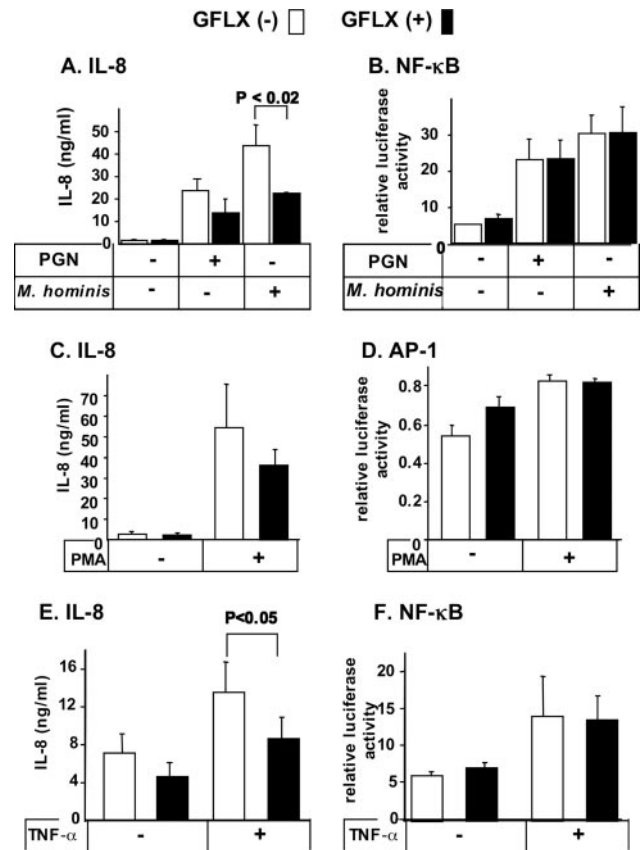 GFLX (-) GFLX (+)
A. IL-8
P < 0.02
IL-8 (ng/ml)
50
40
30
20
10
0
PGN - + -
M. hominis - - +
B. NF-κB
relative luciferase
activity
30
20
10
0
PGN - + -
M. hominis - - +
C. IL-8
IL-8 (ng/ml)
70
60
50
40
30
20
10
0
PMA - +
D. AP-1
relative luciferase
activity
0.8
0.6
0.4
0.2
0
PMA - +
E. IL-8
P<0.05
IL-8 (ng/ml)
16
12
8
4
0
TNF-α - +
F. NF-κB
relative luciferase
activity
20
15
10
5
0
TNF-α - +